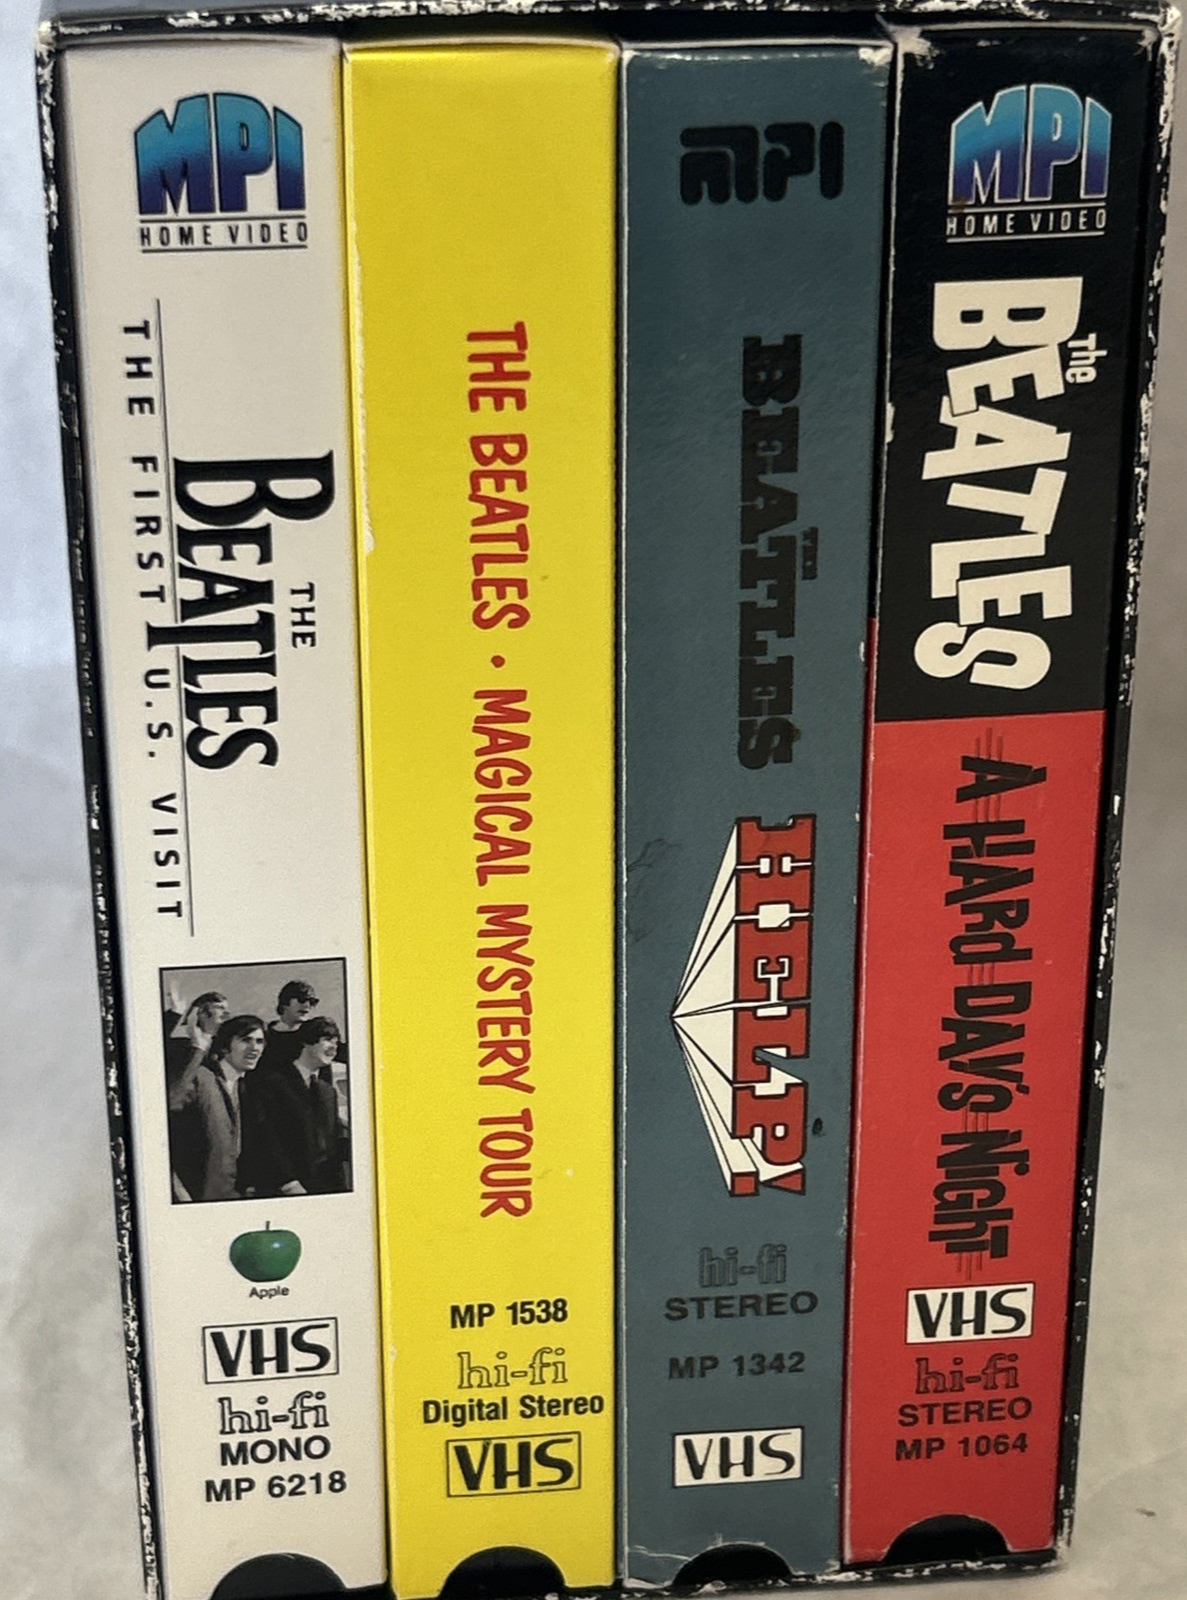 MPI
HOME VIDEO
THE
BEATLES
THE FIRST U.S. VISIT
Apple
VHS
hi-fi
MONO
MP 6218
THE BEATLES · MAGICAL MYSTERY TOUR
MP 1538
hi-fi
Digital Stereo
VHS
MPI
THE
BEATLES
HELP!
hi-fi
STEREO
MP 1342
VHS
MPI
HOME VIDEO
The
BEATLES
A HARd DAY'S NigHT
VHS
hi-fi
STEREO
MP 1064